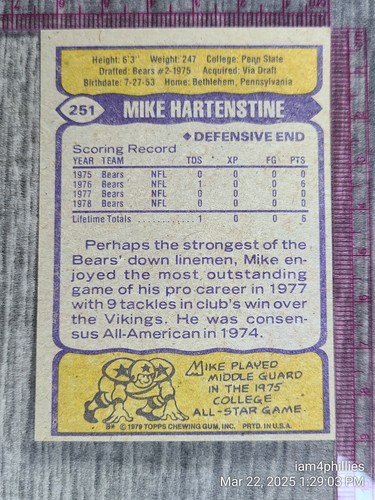 Height: 6'3" Weight: 247 College: Penn State
Drafted: Bears #2-1975 Acquired: Via Draft
Birthdate: 7-27-53 Home: Bethlehem, Pennsylvania
251 MIKE HARTENSTINE
◆DEFENSIVE END
Scoring Record
YEAR TEAM TDS XP FG PTS
1975 Bears NFL 0 0 0 0
1976 Bears NFL 1 0 0 6
1977 Bears NFL 0 0 0 0
1978 Bears NFL 0 0 0 0
Lifetime Totals 1 0 0 6
Perhaps the strongest of the
Bears' down linemen, Mike en-
joyed the most outstanding
game of his pro career in 1977
with 9 tackles in club's win over
the Vikings. He was consen-
sus All-American in 1974.
MIKE PLAYED
MIDDLE GUARD
IN THE 1975
COLLEGE
ALL-STAR GAME.
© 1979 TOPPS CHEWING GUM, INC. PRTD. IN U.S.A.
iam4phillies
Mar 22, 2025 1:29:03 PM